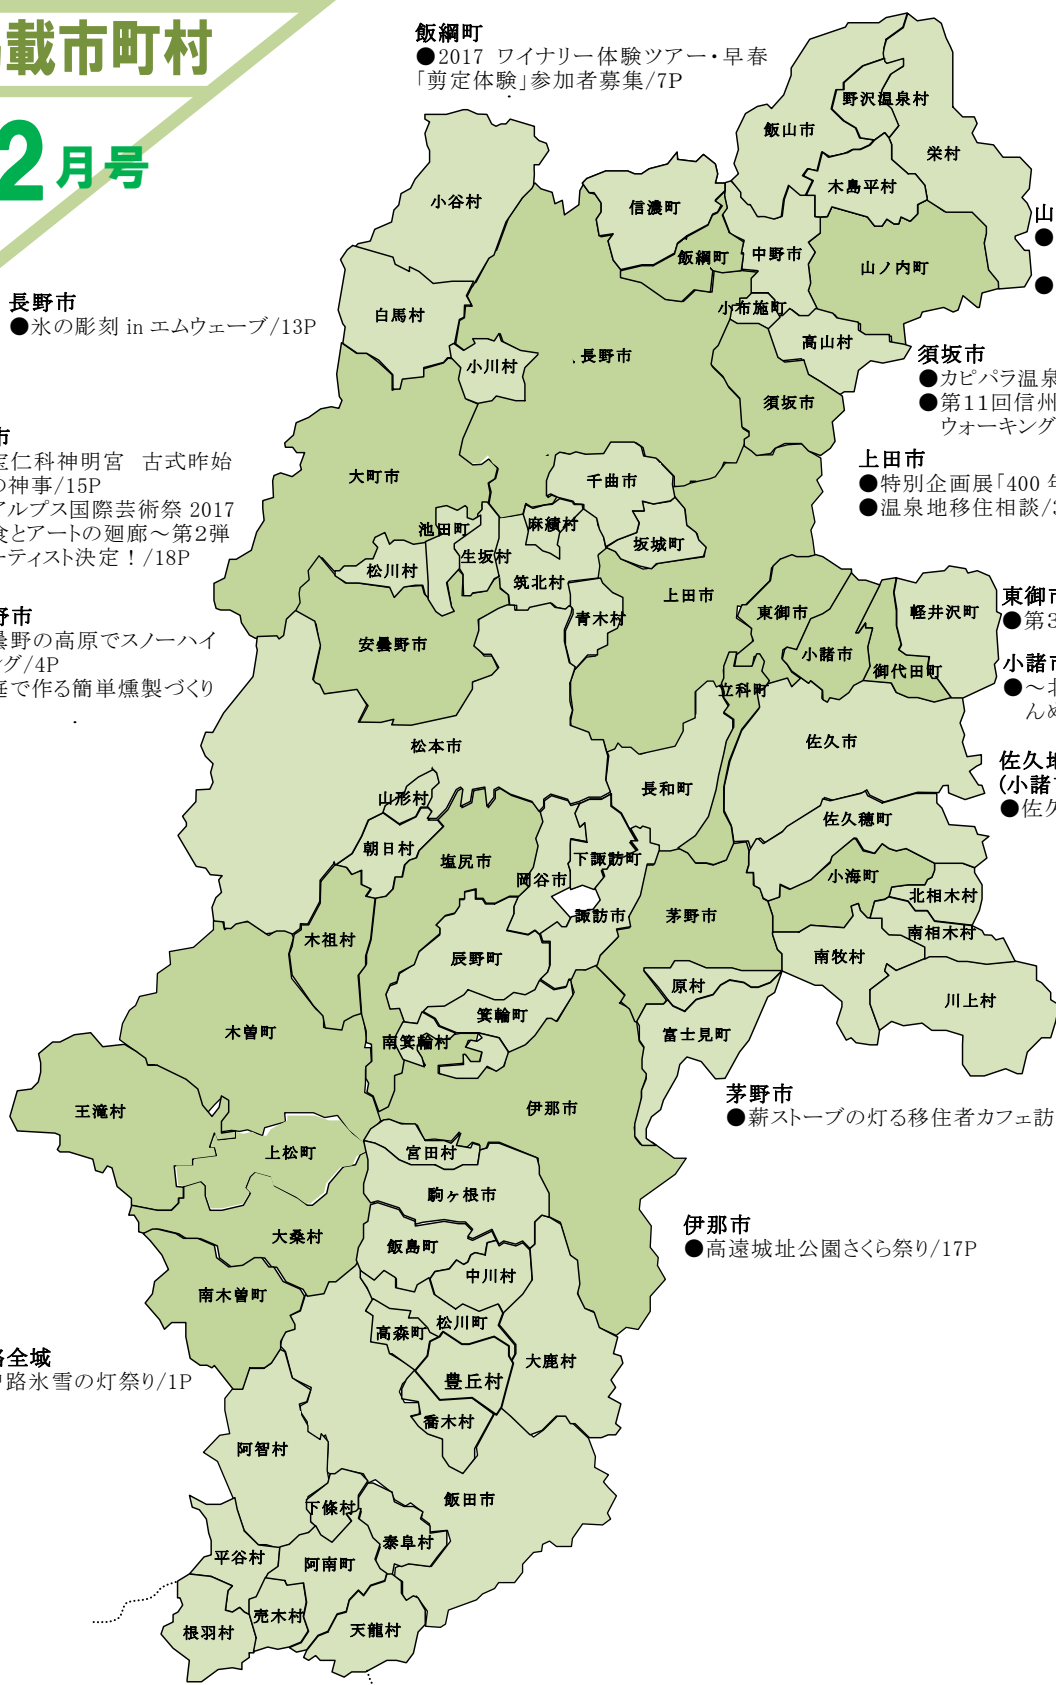 載市町村
2月号
飯綱町
●2017 ワイナリー体験ツアー・早春
「剪定体験」参加者募集/7P
長野市
●氷の彫刻 in エムウェーブ/13P
市
宝仁科神明宮 古式昨始
の神事/15P
アルプス国際芸術祭 2017
食とアートの廻廊～第2弾
ーティスト決定！/18P
野市
曇野の高原でスノーハイ
グ/4P
庭で作る簡単燻製づくり
全域
路氷雪の灯祭り/1P
山
●
●
須坂市
●カピパラ温泉
●第11回信州
ウォーキング
上田市
●特別企画展「400 年
●温泉地移住相談/3
東御市
●第3
小諸市
●～北
んめ
佐久地
(小諸市
●佐久
茅野市
●薪ストーブの灯る移住者カフェ訪
伊那市
●高遠城址公園さくら祭り/17P
野沢温泉村
飯山市
栄村
木島平村
小谷村
信濃町
飯綱町
中野市
山ノ内町
白馬村
小布施町
高山村
長野市
小川村
須坂市
大町市
千曲市
池田町
麻績村
坂城町
生坂村
松川村
筑北村
上田市
青木村
東御市
軽井沢町
安曇野市
小諸市
御代田町
立科町
松本市
佐久市
長和町
山形村
佐久穂町
朝日村
塩尻市
下諏訪町
岡谷市
小海町
北相木村
諏訪市
茅野市
南相木村
木祖村
辰野町
南牧村
原村
川上村
箕輪町
木曽町
南箕輪村
富士見町
王滝村
伊那市
上松町
宮田村
駒ヶ根市
大桑村
飯島町
中川村
南木曽町
松川町
高森町
大鹿村
豊丘村
喬木村
阿智村
飯田市
下條村
泰阜村
平谷村
阿南町
売木村
根羽村
天龍村